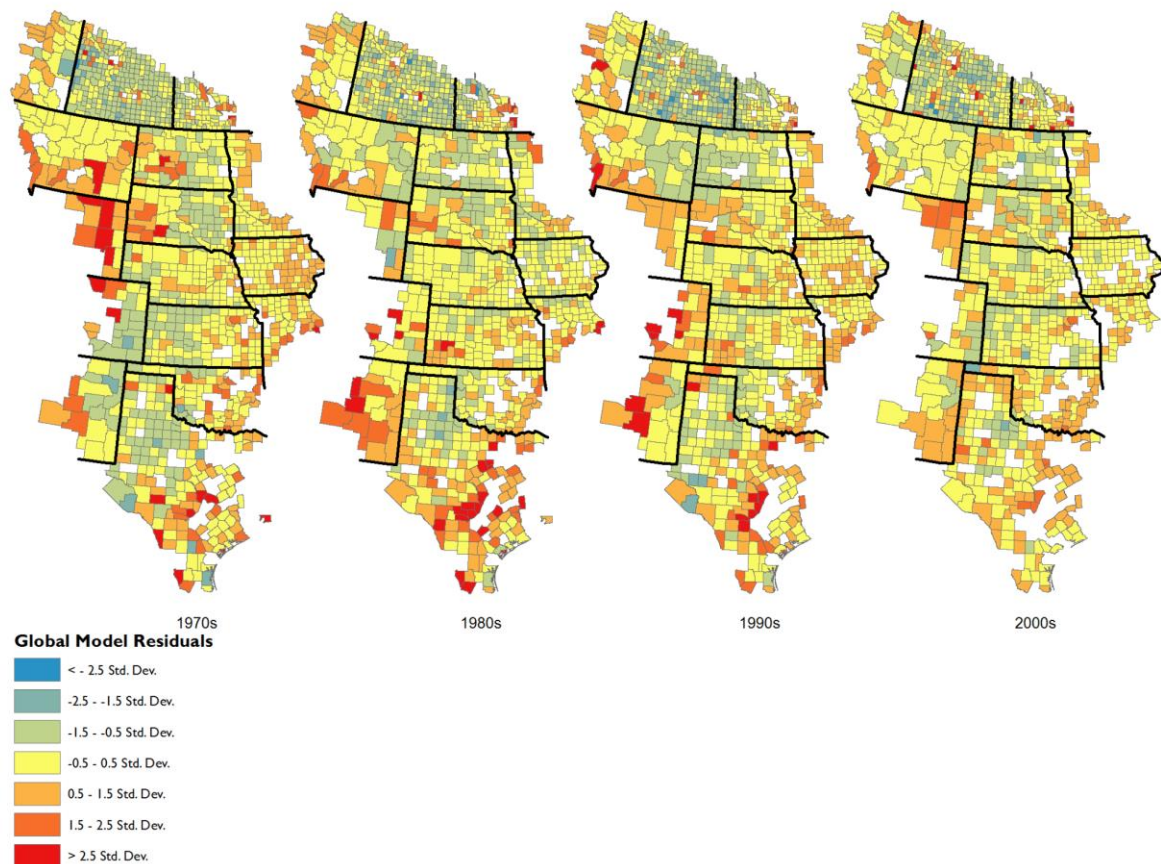 1970s
1980s
1990s
2000s
Global Model Residuals
< - 2.5 Std. Dev.
-2.5 - -1.5 Std. Dev.
-1.5 - -0.5 Std. Dev.
-0.5 - 0.5 Std. Dev.
0.5 - 1.5 Std. Dev.
1.5 - 2.5 Std. Dev.
> 2.5 Std. Dev.